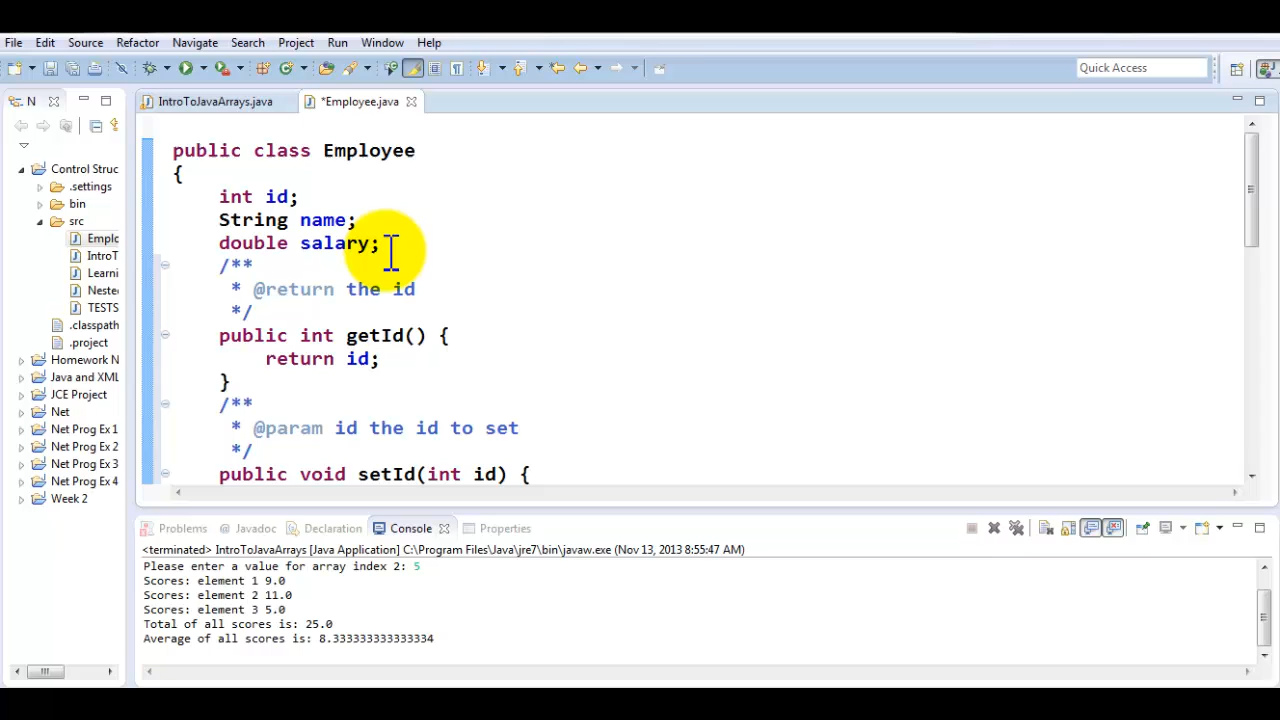 File Edit Source Refactor Navigate Search Project Run Window Help
Quick Access
N
IntroToJavaArrays.java
*Employee.java
Control Struc
.settings
bin
src
Emplo
IntroT
Learni
Neste
TESTS
.classpath
.project
Homework N
Java and XML
JCE Project
Net
Net Prog Ex 1
Net Prog Ex 2
Net Prog Ex 3
Net Prog Ex 4
Week 2
public class Employee
{
int id;
String name;
double salary;
/**
* @return the id
*/
public int getId() {
return id;
}
/**
* @param id the id to set
*/
public void setId(int id) {
Problems @ Javadoc Declaration Console Properties
<terminated> IntroToJavaArrays [Java Application] C:\Program Files\Java\jre7\bin\javaw.exe (Nov 13, 2013 8:55:47 AM)
Please enter a value for array index 2: 5
Scores: element 1 9.0
Scores: element 2 11.0
Scores: element 3 5.0
Total of all scores is: 25.0
Average of all scores is: 8.333333333333334